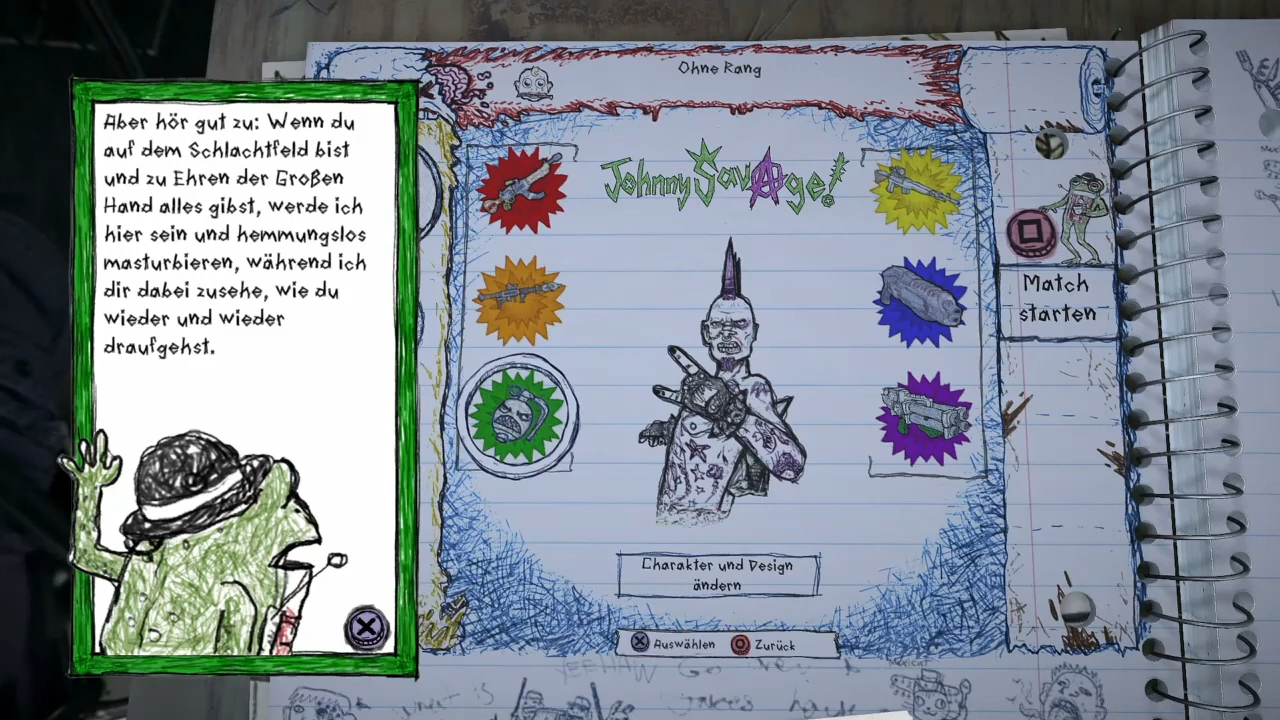 Ohne Rang
Aber hör gut zu: Wenn du
auf dem Schlachtfeld bist
und zu Ehren der Großen
Hand alles gibst, werde ich
hier sein und hemmungslos
masturbieren, während ich
dir dabei zusehe, wie du
wieder und wieder
draufgehst.
Johnny Savage!
Match
starten
Charakter und Design
ändern
Auswählen Zurück
YEEHAW Go